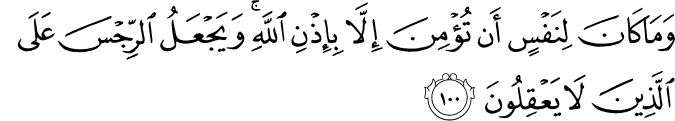 وَمَا كَانَ لِنَفْسٍ أَن تُؤْمِنَ إِلَّا بِإِذْنِ ٱللَّهِ ۚ وَيَجْعَلُ ٱلرِّجْسَ عَلَى
ٱلَّذِينَ لَا يَعْقِلُونَ ١٠٠